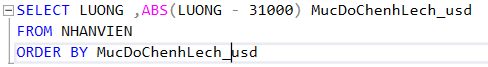 SELECT LUONG ,ABS(LUONG - 31000) MucDoChenhLech_usd
FROM NHANVIEN
ORDER BY MucDoChenhLech_usd